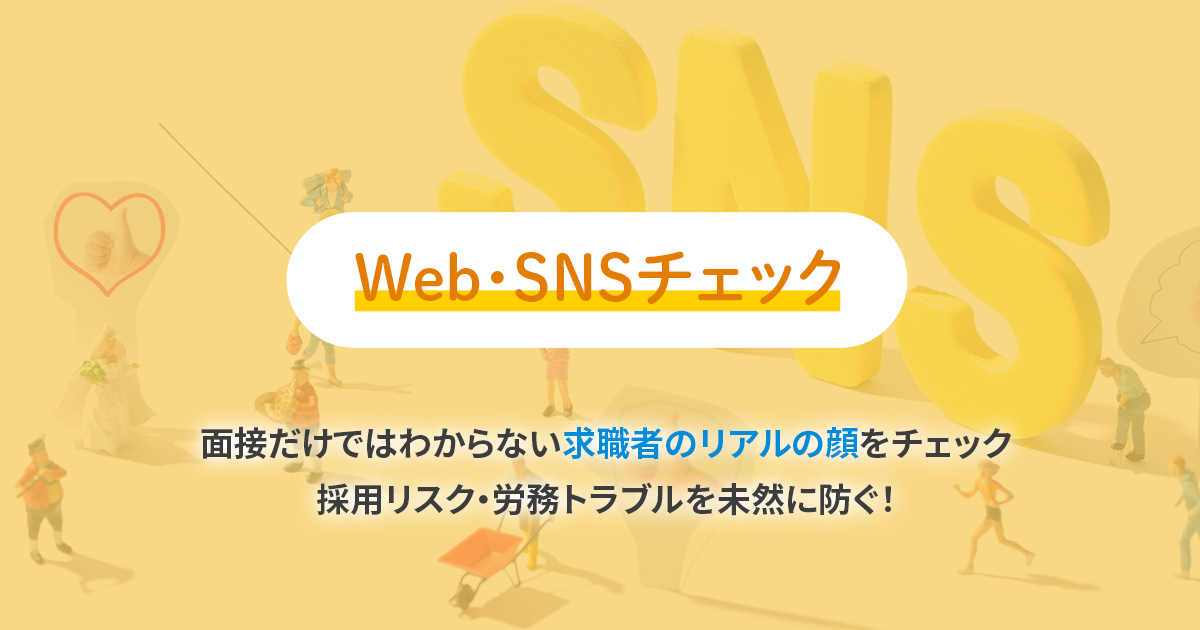 SNS
Web・SNSチェック
面接だけではわからない求職者のリアルの顔をチェック
採用リスク・労務トラブルを未然に防ぐ!